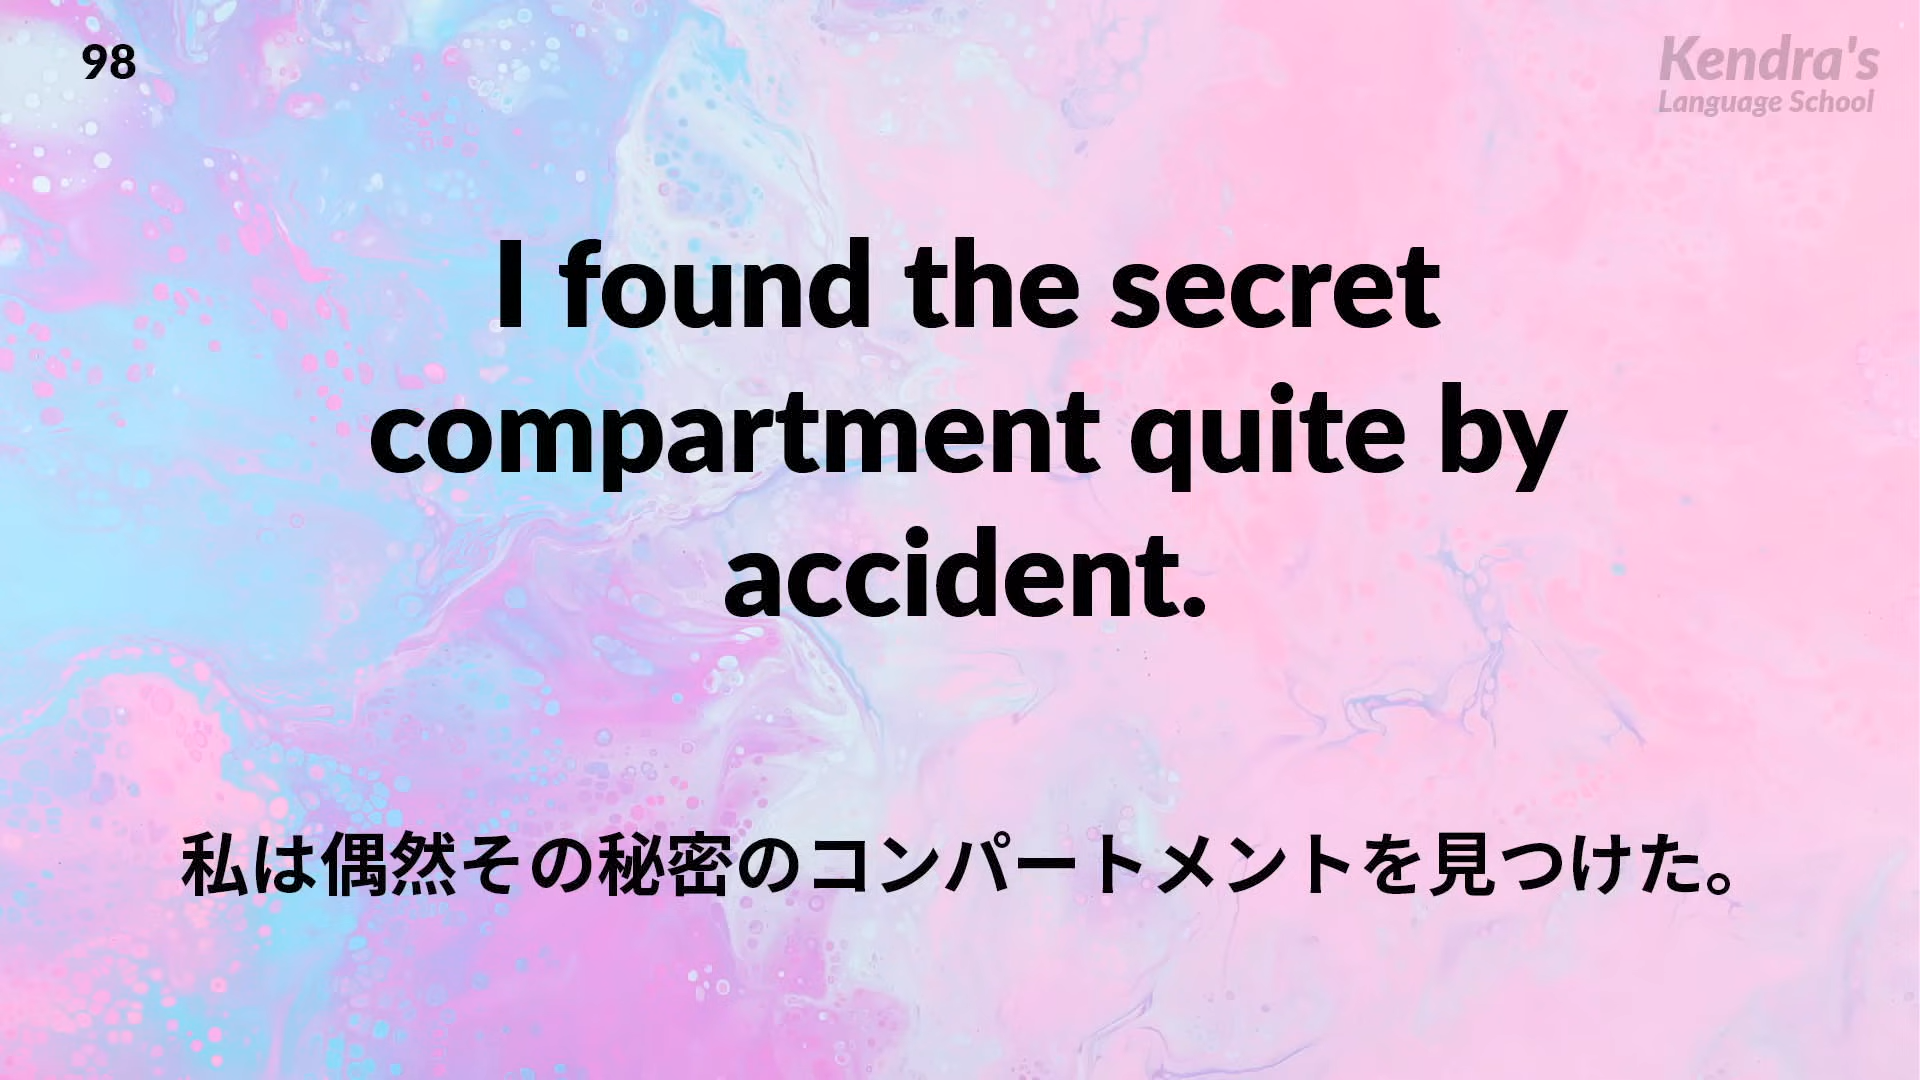 98
Kendra's
Language School
I found the secret
compartment quite by
accident.
私は偶然その秘密のコンパートメントを見つけた。